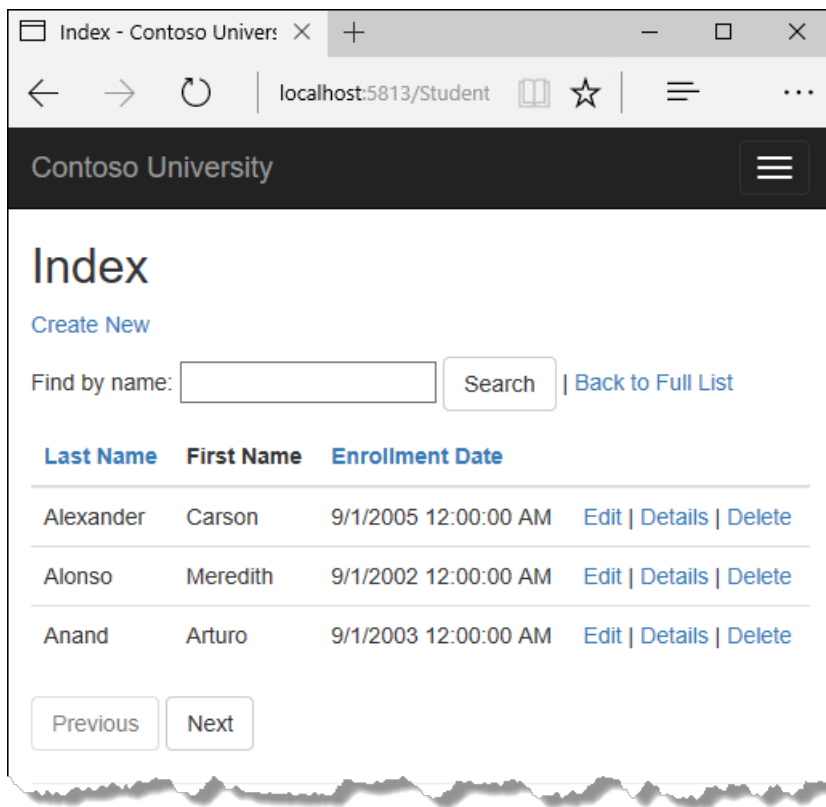 Index - Contoso Univers
localhost:5813/Student
Contoso University
Index
Create New
Find by name: Search | Back to Full List
Last Name First Name Enrollment Date
Alexander Carson 9/1/2005 12:00:00 AM Edit | Details | Delete
Alonso Meredith 9/1/2002 12:00:00 AM Edit | Details | Delete
Anand Arturo 9/1/2003 12:00:00 AM Edit | Details | Delete
Previous Next